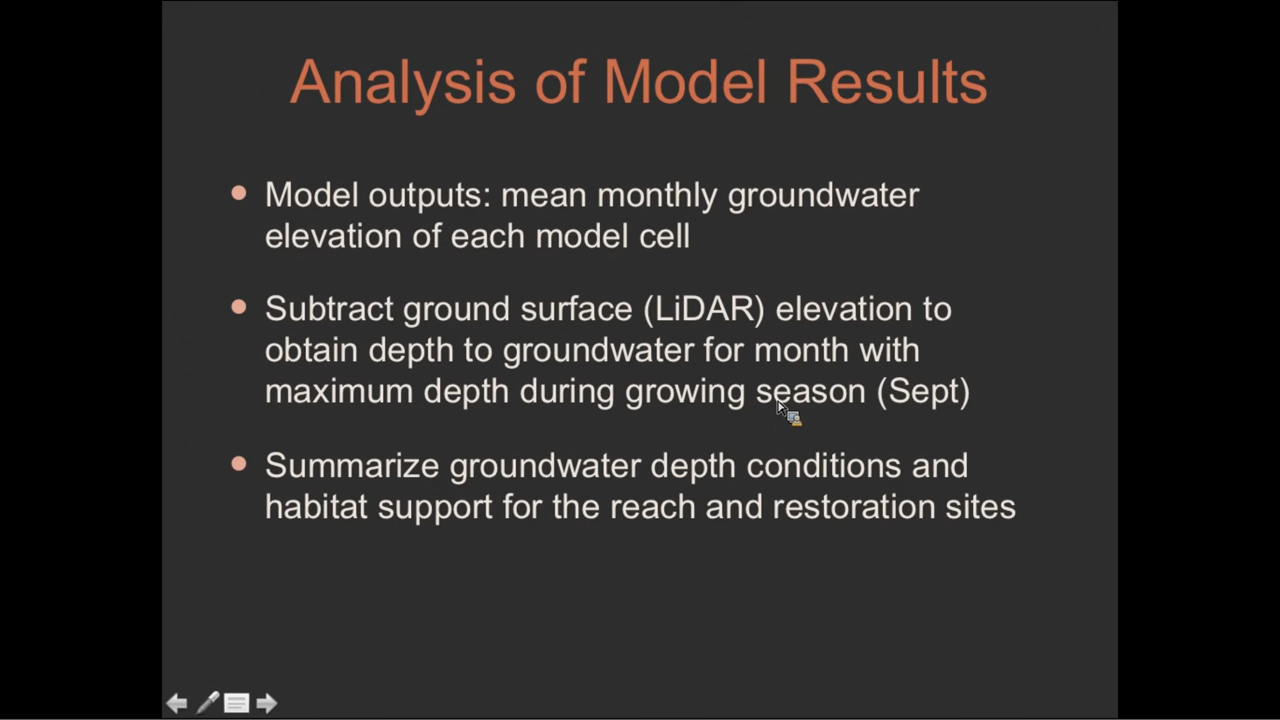 Analysis of Model Results
Model outputs: mean monthly groundwater
elevation of each model cell
Subtract ground surface (LiDAR) elevation to
obtain depth to groundwater for month with
maximum depth during growing season (Sept)
Summarize groundwater depth conditions and
habitat support for the reach and restoration sites